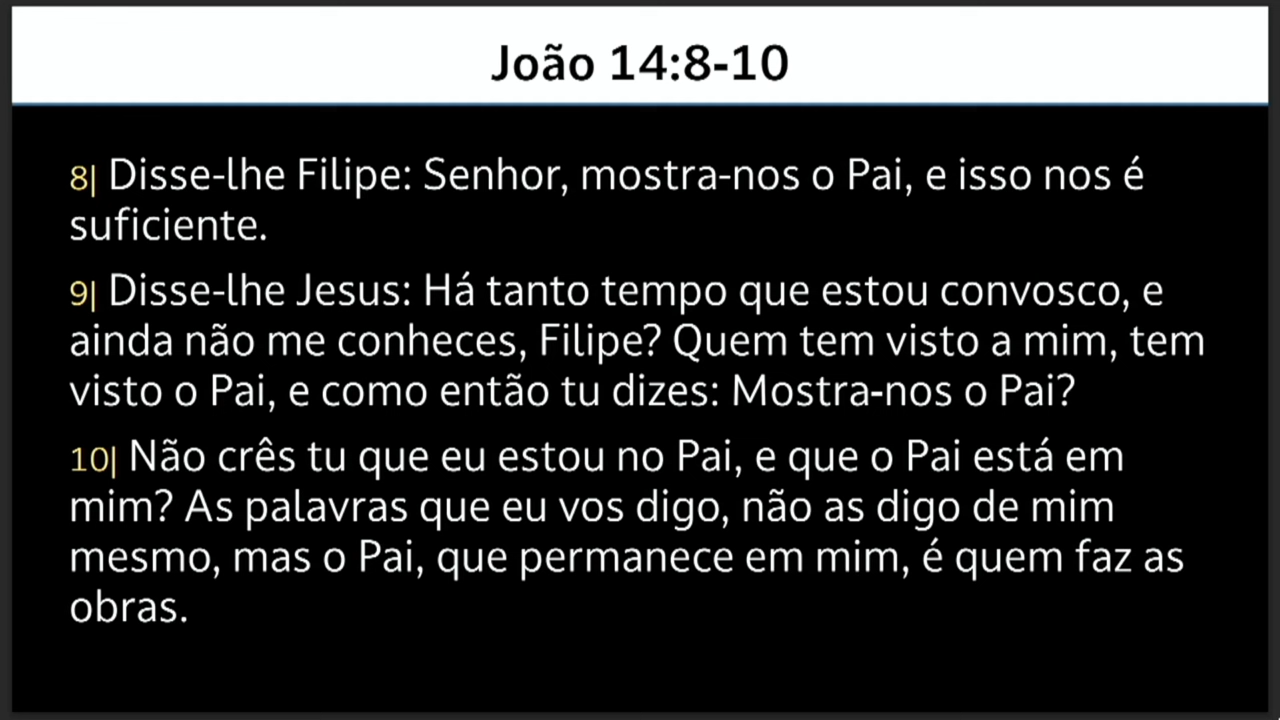 João 14:8-10
8| Disse-lhe Filipe: Senhor, mostra-nos o Pai, e isso nos é
suficiente.
9| Disse-lhe Jesus: Há tanto tempo que estou convosco, e
ainda não me conheces, Filipe? Quem tem visto a mim, tem
visto o Pai, e como então tu dizes: Mostra-nos o Pai?
10| Não crês tu que eu estou no Pai, e que o Pai está em
mim? As palavras que eu vos digo, não as digo de mim
mesmo, mas o Pai, que permanece em mim, é quem faz as
obras.